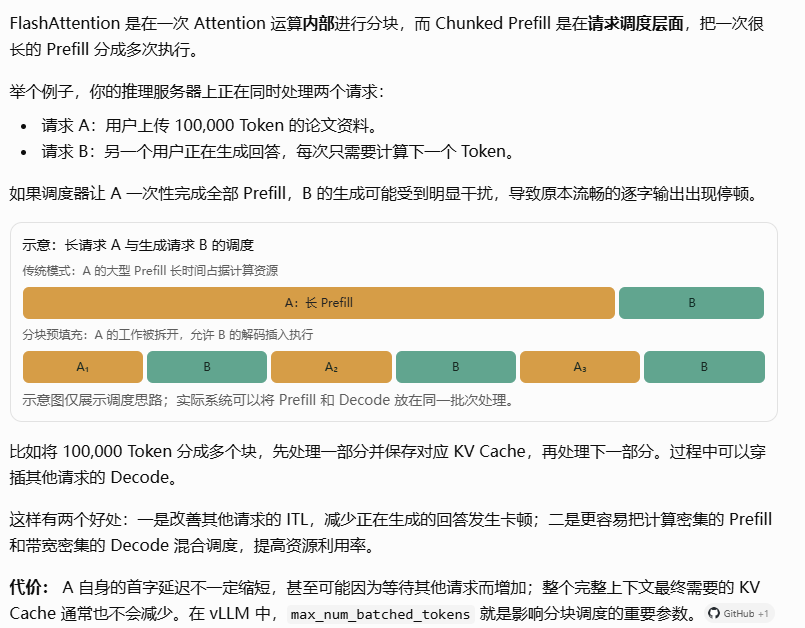 FlashAttention 是在一次 Attention 运算内部进行分块，而 Chunked Prefill 是在请求调度层面，把一次很
长的 Prefill 分成多次执行。
举个例子，你的推理服务器上正在同时处理两个请求：
• 请求 A：用户上传 100,000 Token 的论文资料。
• 请求 B：另一个用户正在生成回答，每次只需要计算下一个 Token。
如果调度器让 A 一次性完成全部 Prefill，B 的生成可能受到明显干扰，导致原本流畅的逐字输出出现停顿。
示意：长请求 A 与生成请求 B 的调度
传统模式：A 的大型 Prefill 长时间占据计算资源
A：长 Prefill B
分块预填充：A 的工作被拆开，允许 B 的解码插入执行
A₁ B A₂ B A₃ B
示意图仅展示调度思路；实际系统可以将 Prefill 和 Decode 放在同一批次处理。
比如将 100,000 Token 分成多个块，先处理一部分并保存对应 KV Cache，再处理下一部分。过程中可以穿
插其他请求的 Decode。
这样有两个好处：一是改善其他请求的 ITL，减少正在生成的回答发生卡顿；二是更容易把计算密集的 Prefill
和带宽密集的 Decode 混合调度，提高资源利用率。
代价： A 自身的首字延迟不一定缩短，甚至可能因为等待其他请求而增加；整个完整上下文最终需要的 KV
Cache 通常也不会减少。在 vLLM 中，max_num_batched_tokens 就是影响分块调度的重要参数。 GitHub +1